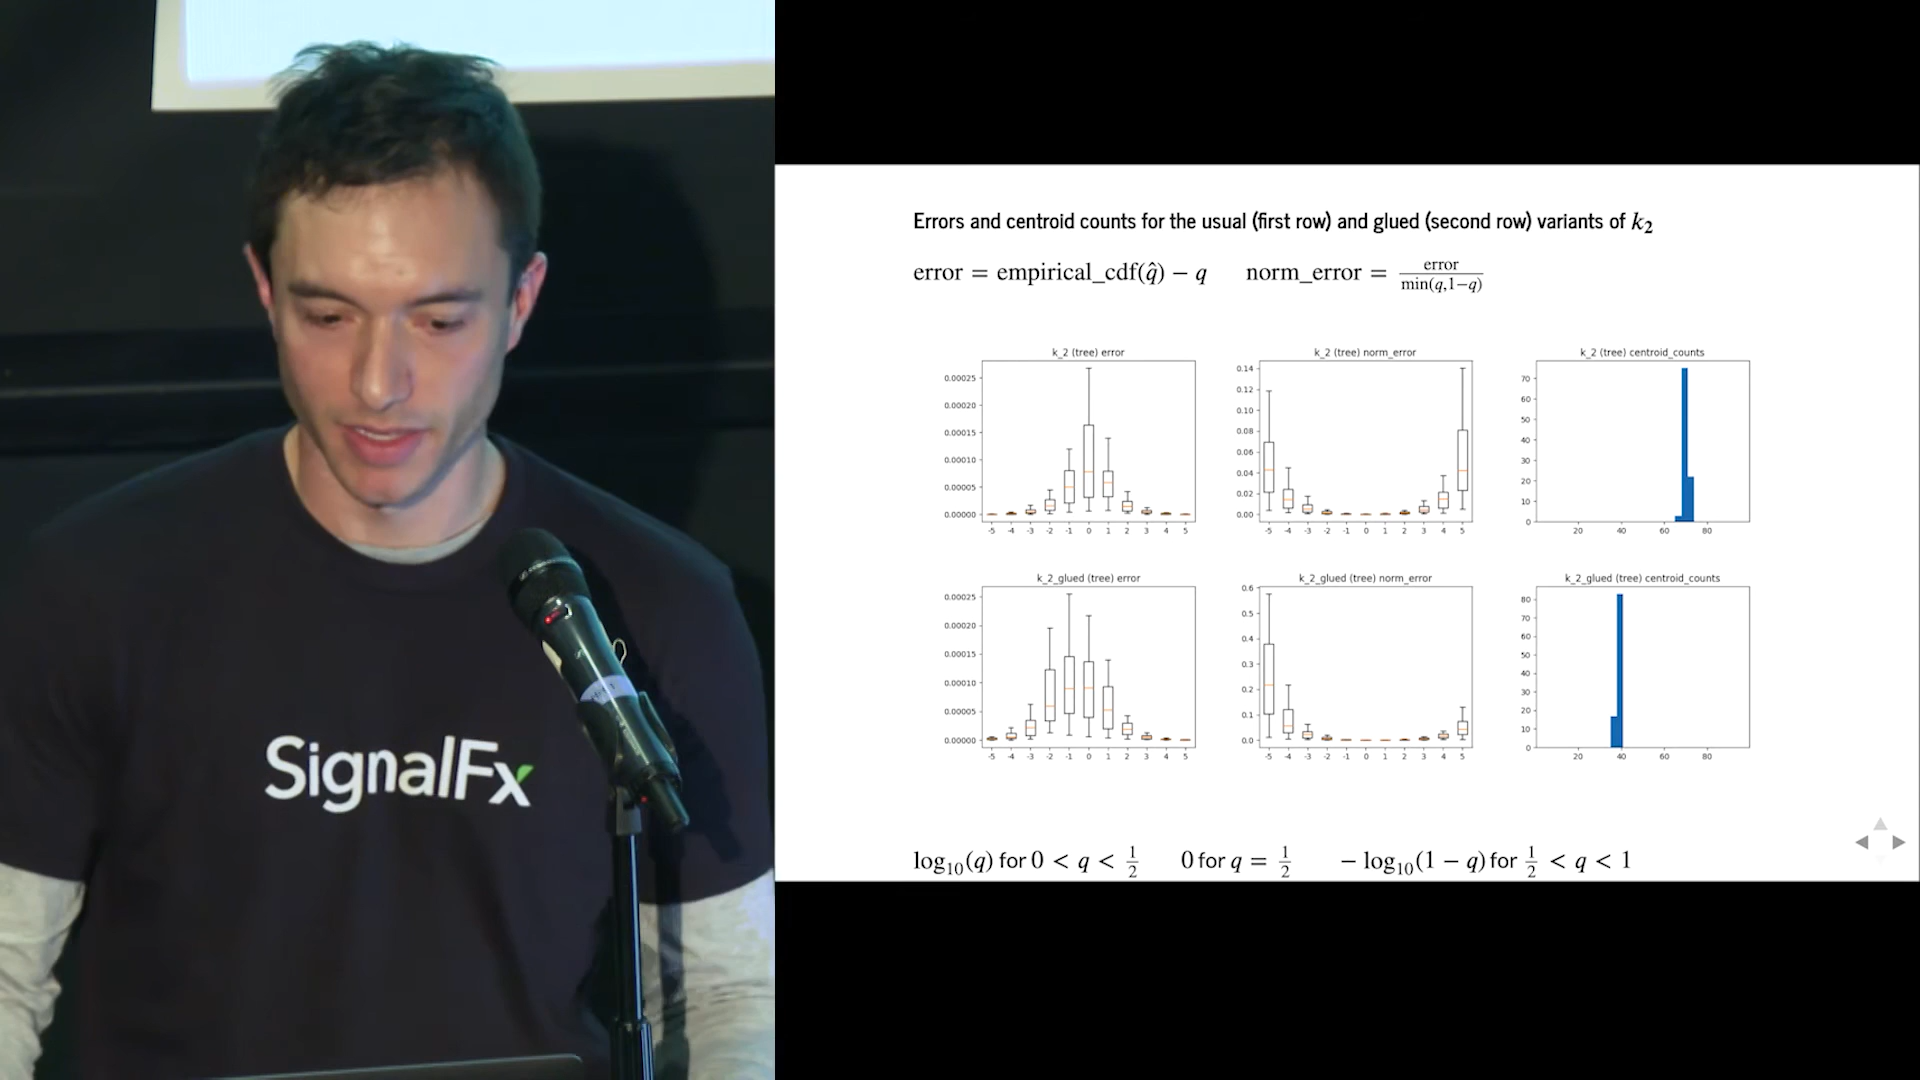 SignalFx
Errors and centroid counts for the usual (first row) and glued (second row) variants of k₂
error = empirical_cdf(q̂) − q norm_error = error / min(q,1−q)
k_2 (tree) error
0.00025
0.00020
0.00015
0.00010
0.00005
0.00000
-5 -4 -3 -2 -1 0 1 2 3 4 5
k_2 (tree) norm_error
0.14
0.12
0.10
0.08
0.06
0.04
0.02
0.00
-5 -4 -3 -2 -1 0 1 2 3 4 5
k_2 (tree) centroid_counts
70
60
50
40
30
20
10
0
20 40 60 80
k_2_glued (tree) error
0.00025
0.00020
0.00015
0.00010
0.00005
0.00000
-5 -4 -3 -2 -1 0 1 2 3 4 5
k_2_glued (tree) norm_error
0.6
0.5
0.4
0.3
0.2
0.1
0.0
-5 -4 -3 -2 -1 0 1 2 3 4 5
k_2_glued (tree) centroid_counts
80
70
60
50
40
30
20
10
0
20 40 60 80
log₁₀(q) for 0 < q < 1/2 0 for q = 1/2 − log₁₀(1 − q) for 1/2 < q < 1